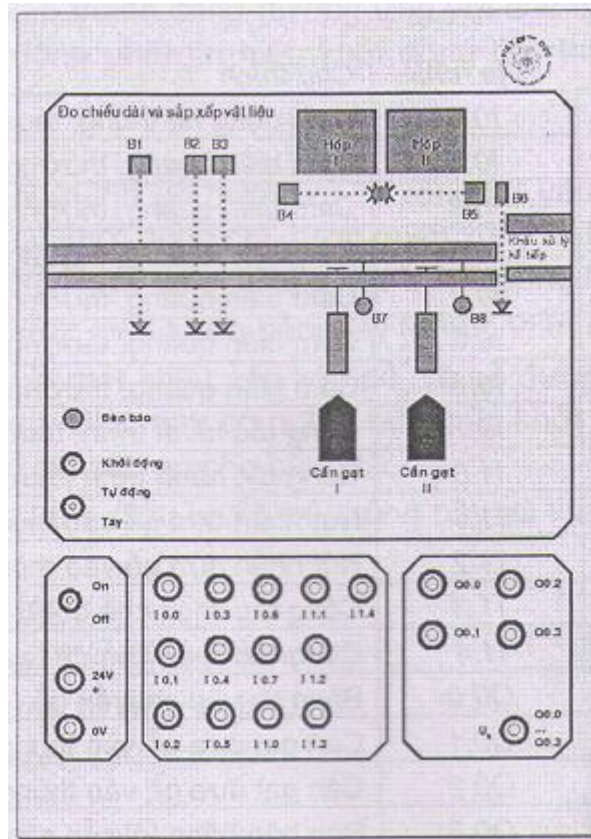 Đo chiều dài và sắp xếp vật liệu
B1 B2 B3
Hộp I
Hộp II
B4
B5
B6
Khâu xử lý
kế tiếp
B7
B8
Đèn báo
Khởi động
Tự động
Tay
Cần gạt
I
Cần gạt
II
On
Off
24V
+
0V
I 0.0 I 0.3 I 0.6 I 1.1 I 1.4
I 0.1 I 0.4 I 0.7 I 1.2
I 0.2 I 0.5 I 1.0 I 1.3
Q0.0 Q0.2
Q0.1 Q0.3
Q0.0
...
Q0.3